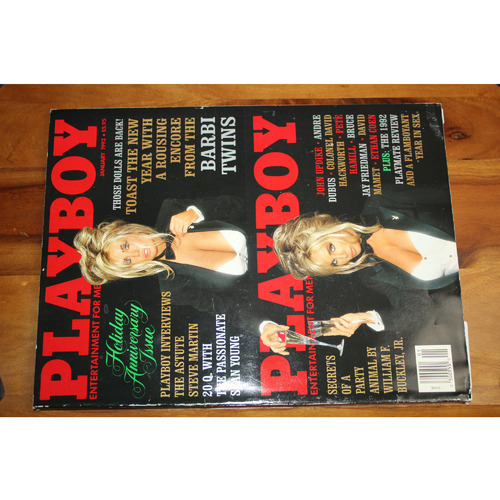 PLAYBOY
ENTERTAINMENT FOR MEN
JANUARY 1993 • $5.95
Holiday
Anniversary
Issue
THOSE DOLLS ARE BACK!
TOAST THE NEW
YEAR WITH
A ROUSING
ENCORE
FROM THE
BARBI
TWINS
PLAYBOY INTERVIEWS
THE ASTUTE
STEVE MARTIN
20 Q. WITH
THE PASSIONATE
SEAN YOUNG
PLAYBOY
ENTERTAINMENT FOR MEN
JOHN UPDIKE • ANDRE
DUBUS • COLONEL DAVID
HACKWORTH • PETE
HAMILL • BRUCE
JAY FRIEDMAN • DAVID
MAMET • ETHAN COEN
PLUS: THE 1992
PLAYMATE REVIEW
AND A FLAMBOYANT
YEAR IN SEX
SECRETS
OF A
PARTY
ANIMAL BY
WILLIAM F.
BUCKLEY, JR.